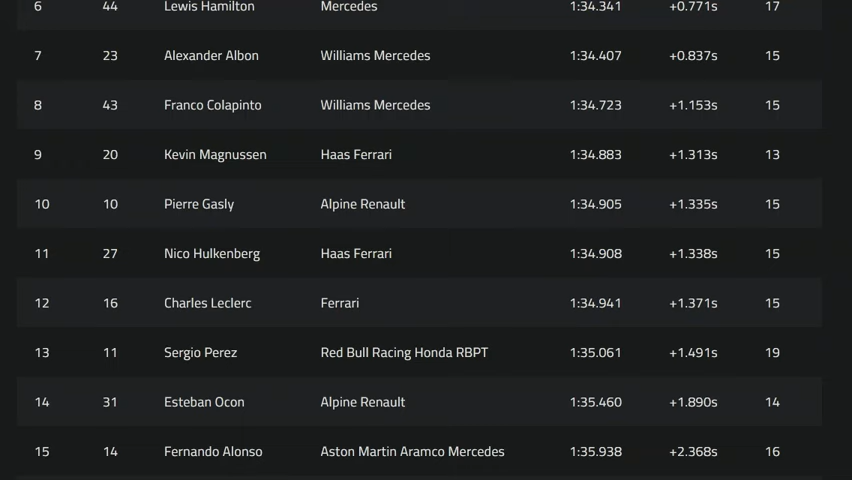 6 44 Lewis Hamilton Mercedes 1:34.341 +0.771s 17
7 23 Alexander Albon Williams Mercedes 1:34.407 +0.837s 15
8 43 Franco Colapinto Williams Mercedes 1:34.723 +1.153s 15
9 20 Kevin Magnussen Haas Ferrari 1:34.883 +1.313s 13
10 10 Pierre Gasly Alpine Renault 1:34.905 +1.335s 15
11 27 Nico Hulkenberg Haas Ferrari 1:34.908 +1.338s 15
12 16 Charles Leclerc Ferrari 1:34.941 +1.371s 15
13 11 Sergio Perez Red Bull Racing Honda RBPT 1:35.061 +1.491s 19
14 31 Esteban Ocon Alpine Renault 1:35.460 +1.890s 14
15 14 Fernando Alonso Aston Martin Aramco Mercedes 1:35.938 +2.368s 16